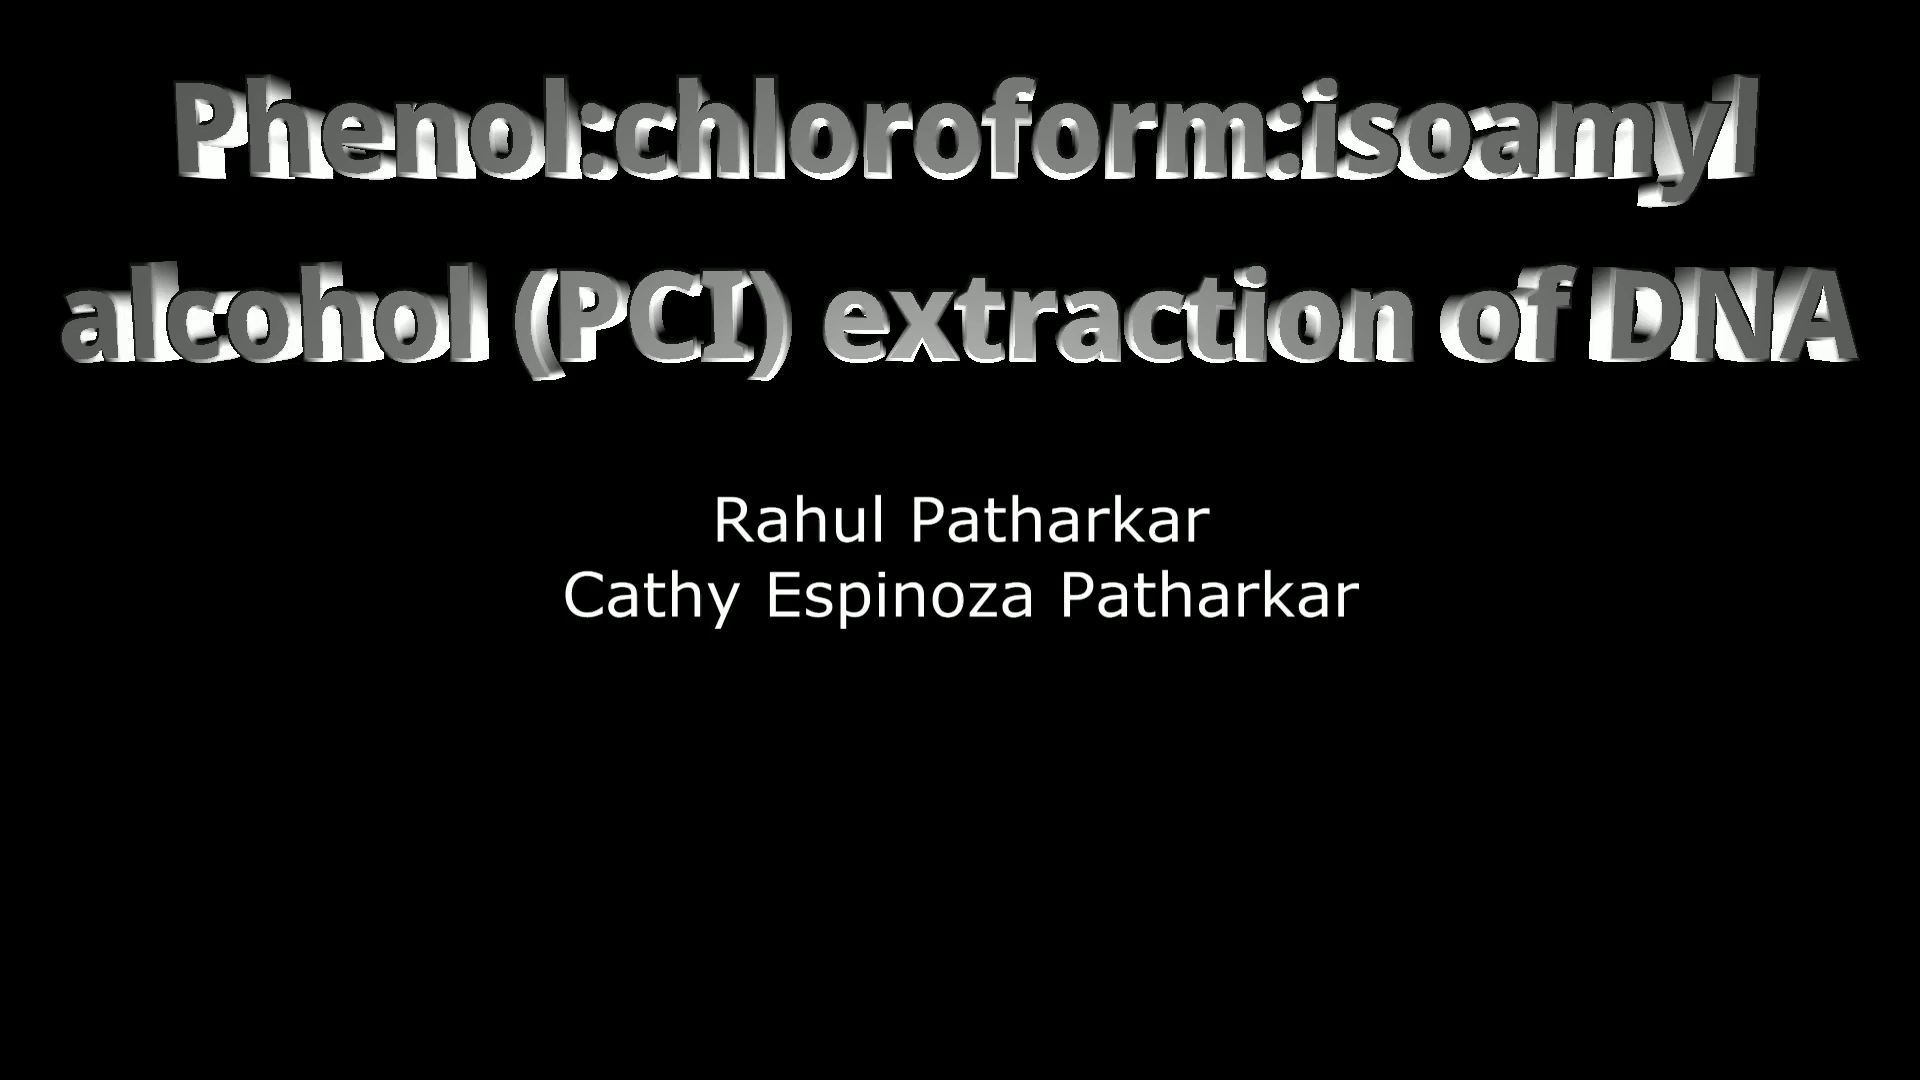 Phenol:chloroform:isoamyl
alcohol (PCI) extraction of DNA
Rahul Patharkar
Cathy Espinoza Patharkar